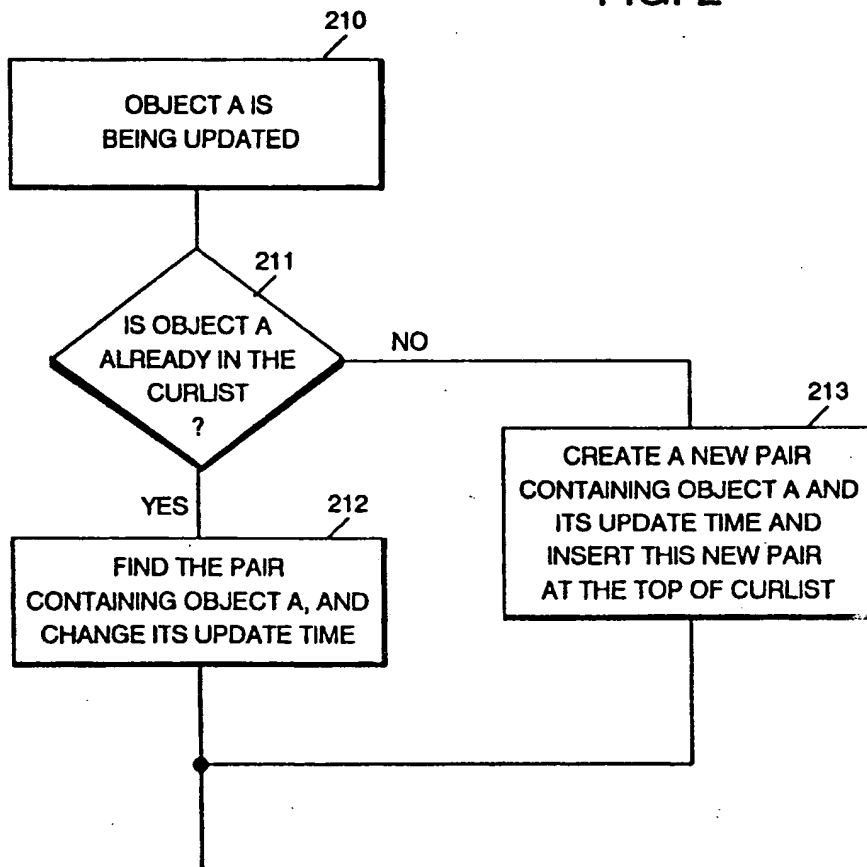 FIG. 2
210
OBJECT A IS
BEING UPDATED
211
IS OBJECT A
ALREADY IN THE
CURLIST
?
NO
YES
212
FIND THE PAIR
CONTAINING OBJECT A, AND
CHANGE ITS UPDATE TIME
213
CREATE A NEW PAIR
CONTAINING OBJECT A AND
ITS UPDATE TIME AND
INSERT THIS NEW PAIR
AT THE TOP OF CURLIST